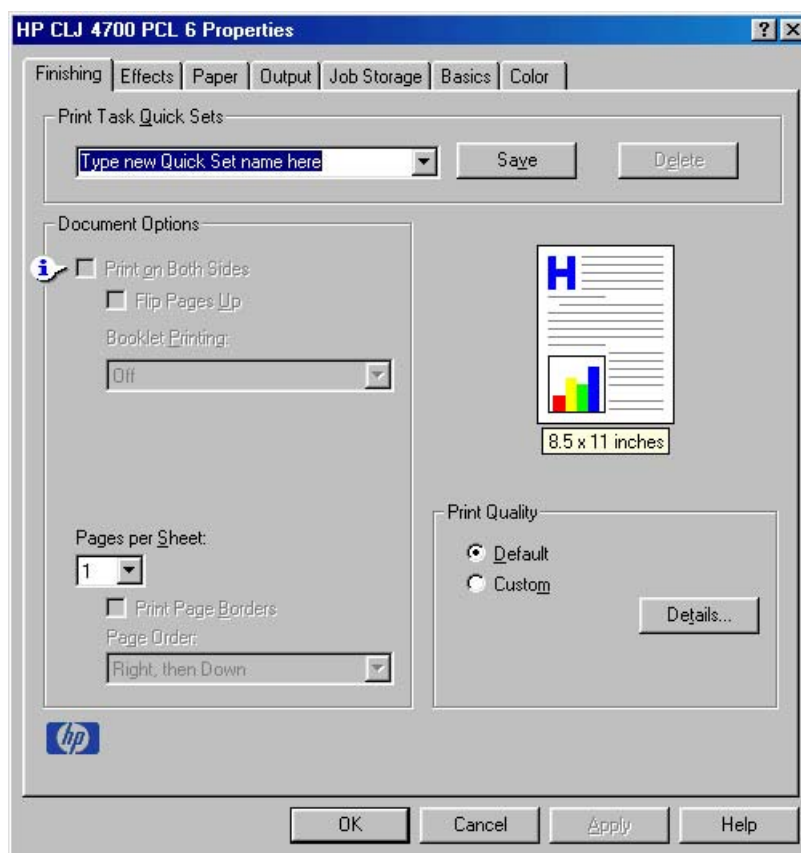 HP CLJ 4700 PCL 6 Properties
Finishing
Effects
Paper
Output
Job Storage
Basics
Color
Print Task Quick Sets
Type new Quick Set name here
Save
Delete
Document Options
Print on Both Sides
Flip Pages Up
Booklet Printing:
Off
H
8.5 x 11 inches
Pages per Sheet:
1
Print Page Borders
Page Order:
Right, then Down
Print Quality
Default
Custom
Details...
hp
OK
Cancel
Apply
Help